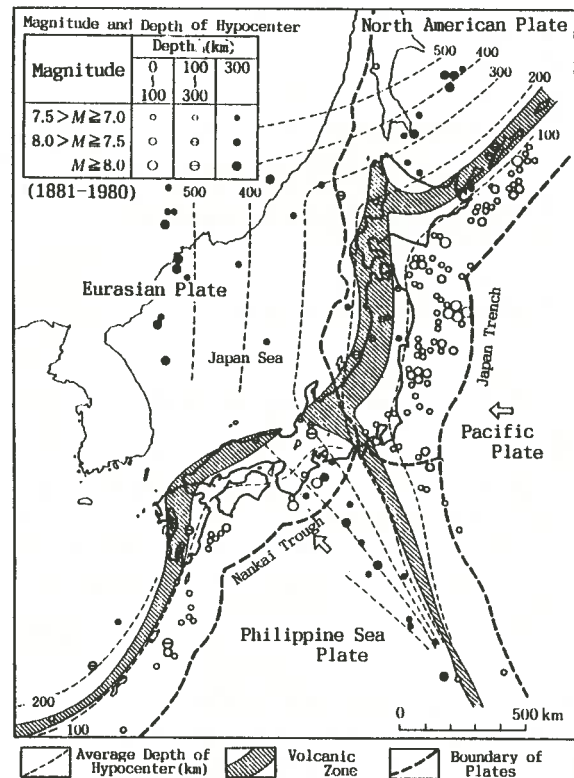 Magnitude and Depth of Hypocenter
North American Plate
Depth (km)
Magnitude
0 ~ 100
100 ~ 300
300
7.5 > M ≧ 7.0
8.0 > M ≧ 7.5
M ≧ 8.0
(1881-1980)
500
400
300
200
100
500
400
Eurasian Plate
Japan Sea
Japan Trench
Pacific
Plate
Nankai Trough
Philippine Sea
Plate
200
100
0
500 km
Average Depth of
Hypocenter(km)
Volcanic
Zone
Boundary of
Plates